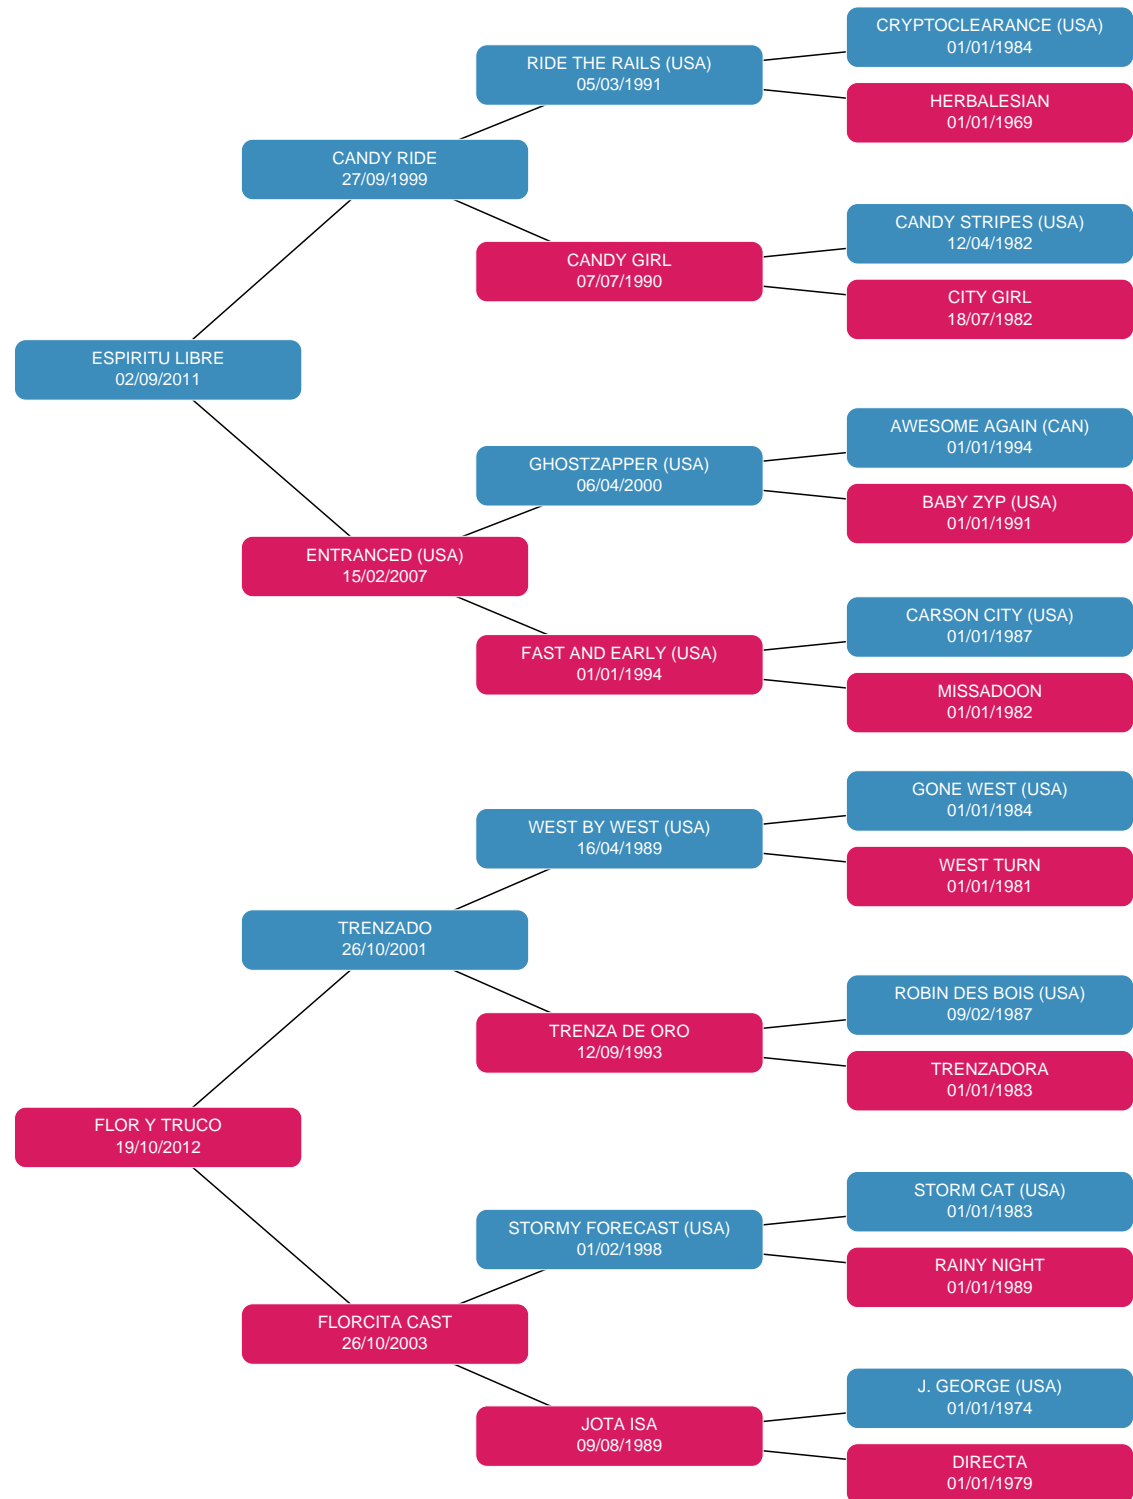 CRYPTOCLEARANCE (USA)
01/01/1984
RIDE THE RAILS (USA)
05/03/1991
HERBALESIAN
01/01/1969
CANDY RIDE
27/09/1999
CANDY STRIPES (USA)
12/04/1982
CANDY GIRL
07/07/1990
CITY GIRL
18/07/1982
ESPIRITU LIBRE
02/09/2011
AWESOME AGAIN (CAN)
01/01/1994
GHOSTZAPPER (USA)
06/04/2000
BABY ZYP (USA)
01/01/1991
ENTRANCED (USA)
15/02/2007
CARSON CITY (USA)
01/01/1987
FAST AND EARLY (USA)
01/01/1994
MISSADOON
01/01/1982
GONE WEST (USA)
01/01/1984
WEST BY WEST (USA)
16/04/1989
WEST TURN
01/01/1981
TRENZADO
26/10/2001
ROBIN DES BOIS (USA)
09/02/1987
TRENZA DE ORO
12/09/1993
TRENZADORA
01/01/1983
FLOR Y TRUCO
19/10/2012
STORM CAT (USA)
01/01/1983
STORMY FORECAST (USA)
01/02/1998
RAINY NIGHT
01/01/1989
FLORCITA CAST
26/10/2003
J. GEORGE (USA)
01/01/1974
JOTA ISA
09/08/1989
DIRECTA
01/01/1979